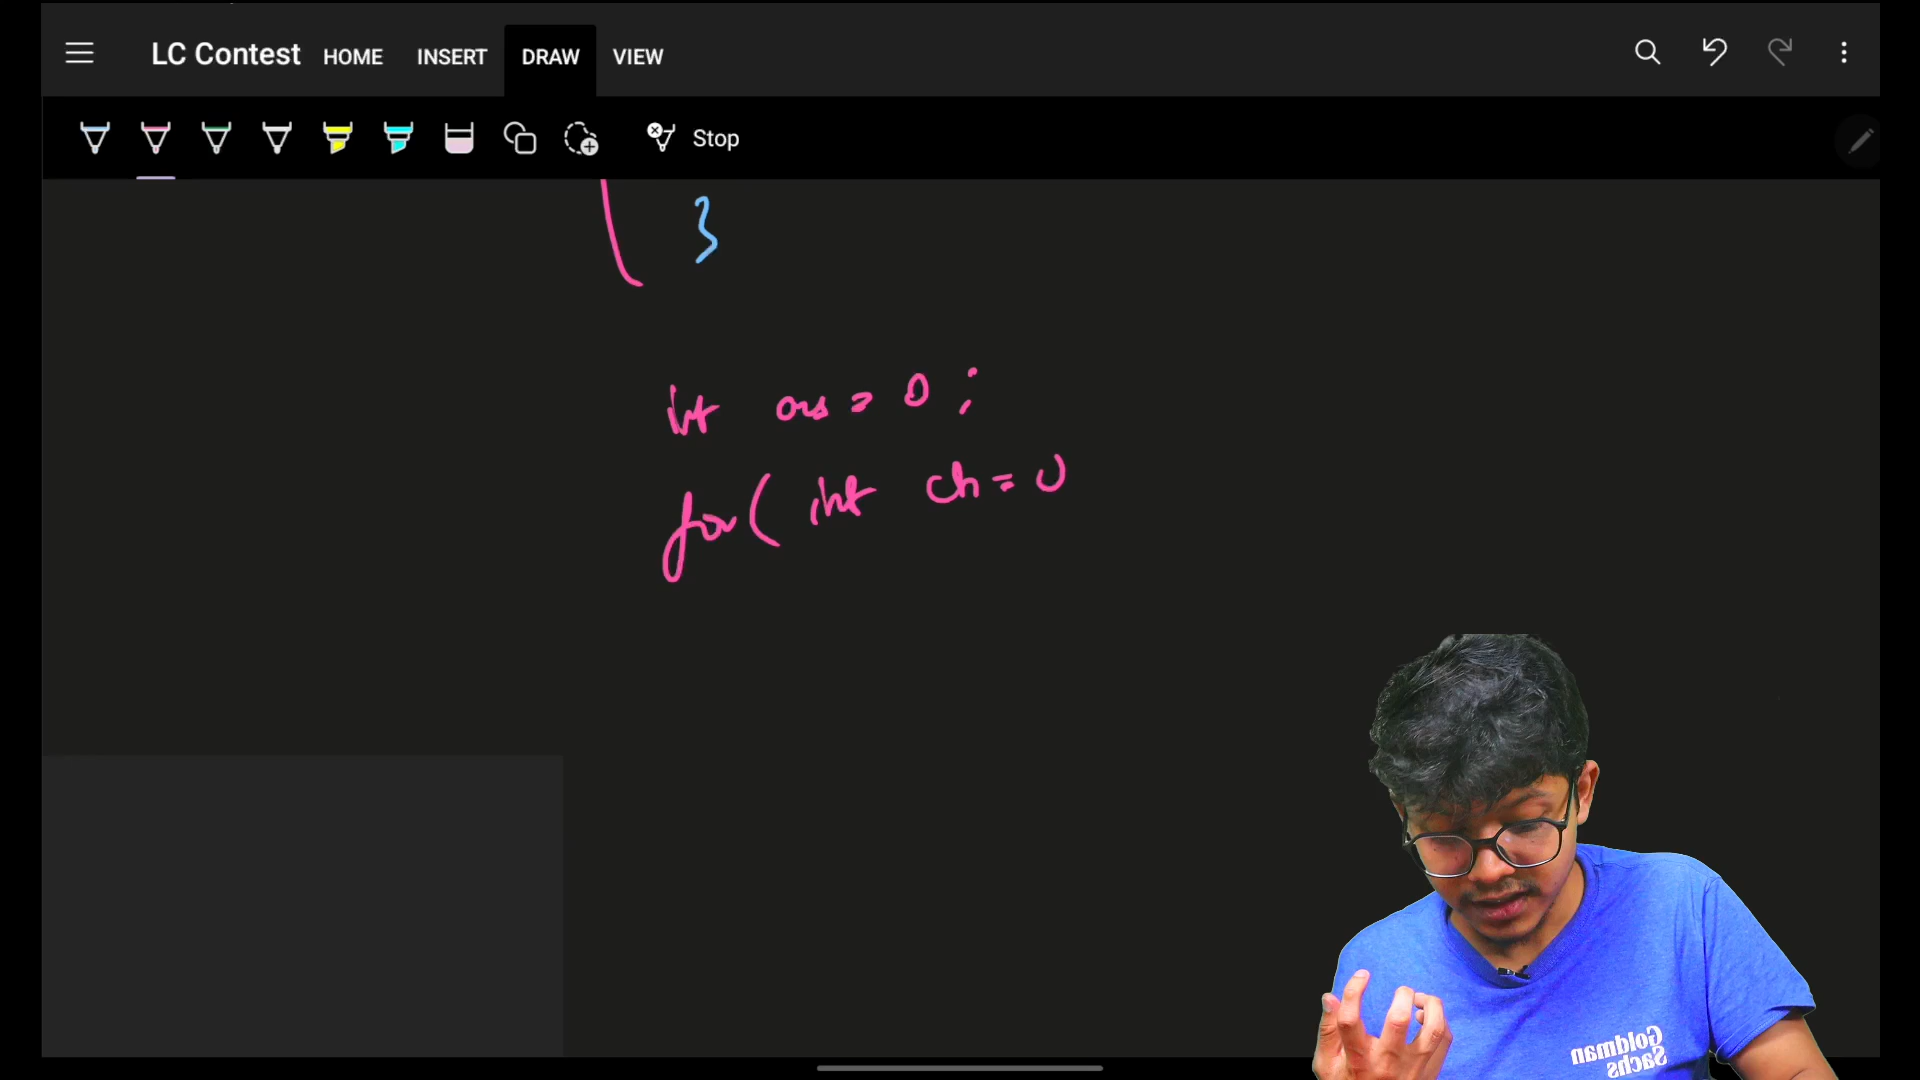 LC Contest HOME INSERT DRAW VIEW
Stop
}
int ans = 0 ;
for( int ch = 0
Goldman
Sachs